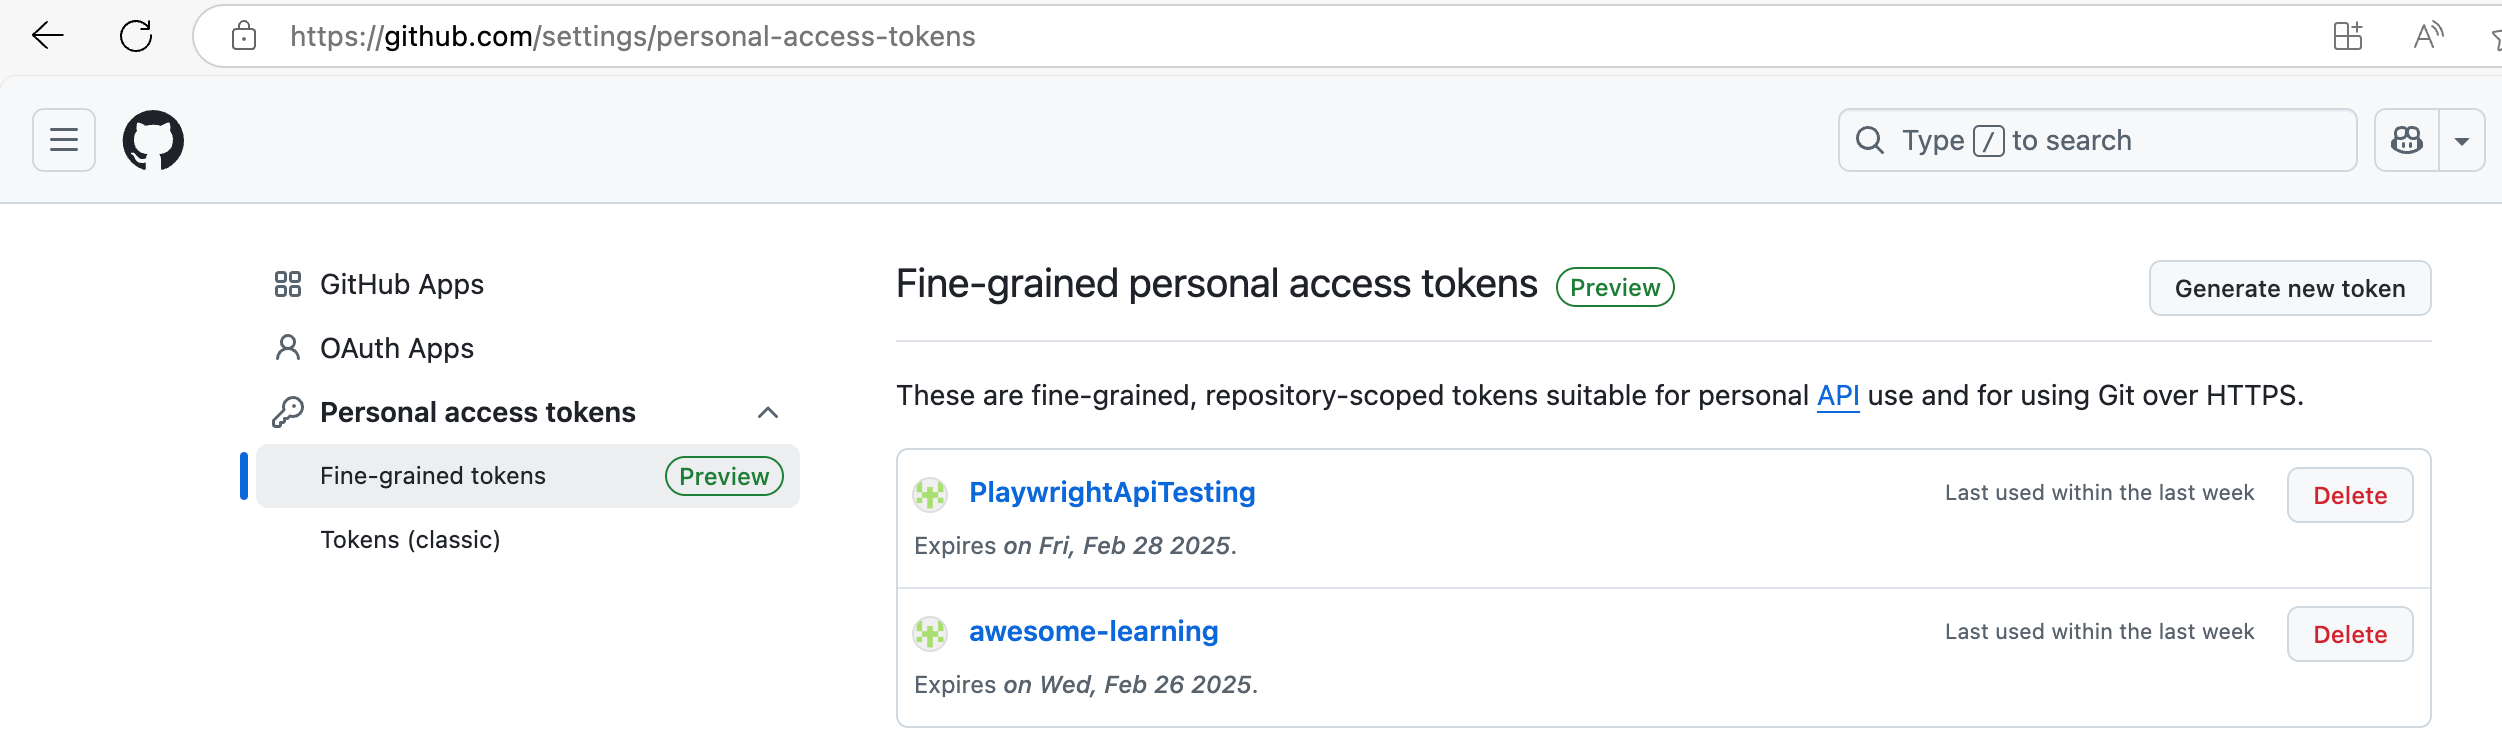 https://github.com/settings/personal-access-tokens
Type / to search
GitHub Apps
OAuth Apps
Personal access tokens
Fine-grained tokens Preview
Tokens (classic)
Fine-grained personal access tokens Preview
Generate new token
These are fine-grained, repository-scoped tokens suitable for personal API use and for using Git over HTTPS.
PlaywrightApiTesting Last used within the last week Delete
Expires on Fri, Feb 28 2025.
awesome-learning Last used within the last week Delete
Expires on Wed, Feb 26 2025.